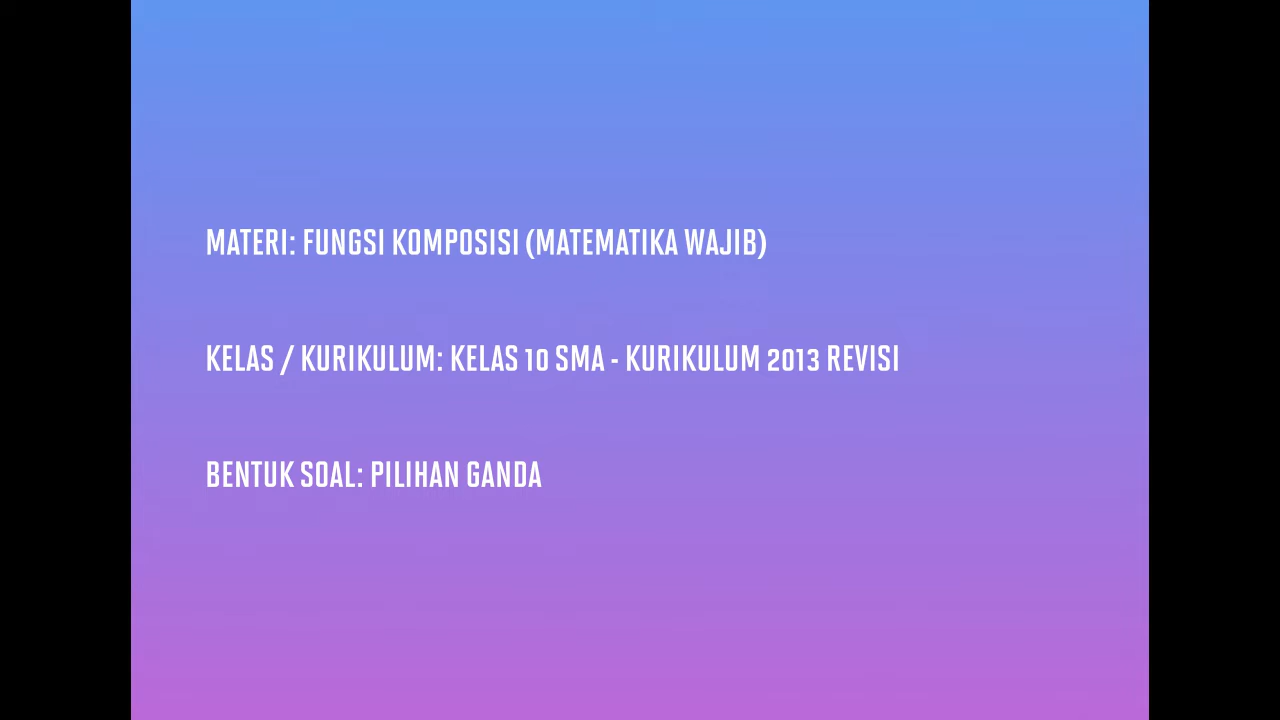 MATERI: FUNGSI KOMPOSISI (MATEMATIKA WAJIB)
KELAS / KURIKULUM: KELAS 10 SMA - KURIKULUM 2013 REVISI
BENTUK SOAL: PILIHAN GANDA